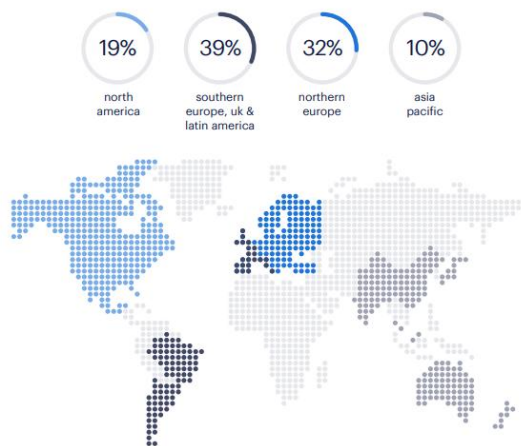 19%
39%
32%
10%
north
america
southern
europe, uk &
latin america
northern
europe
asia
pacific